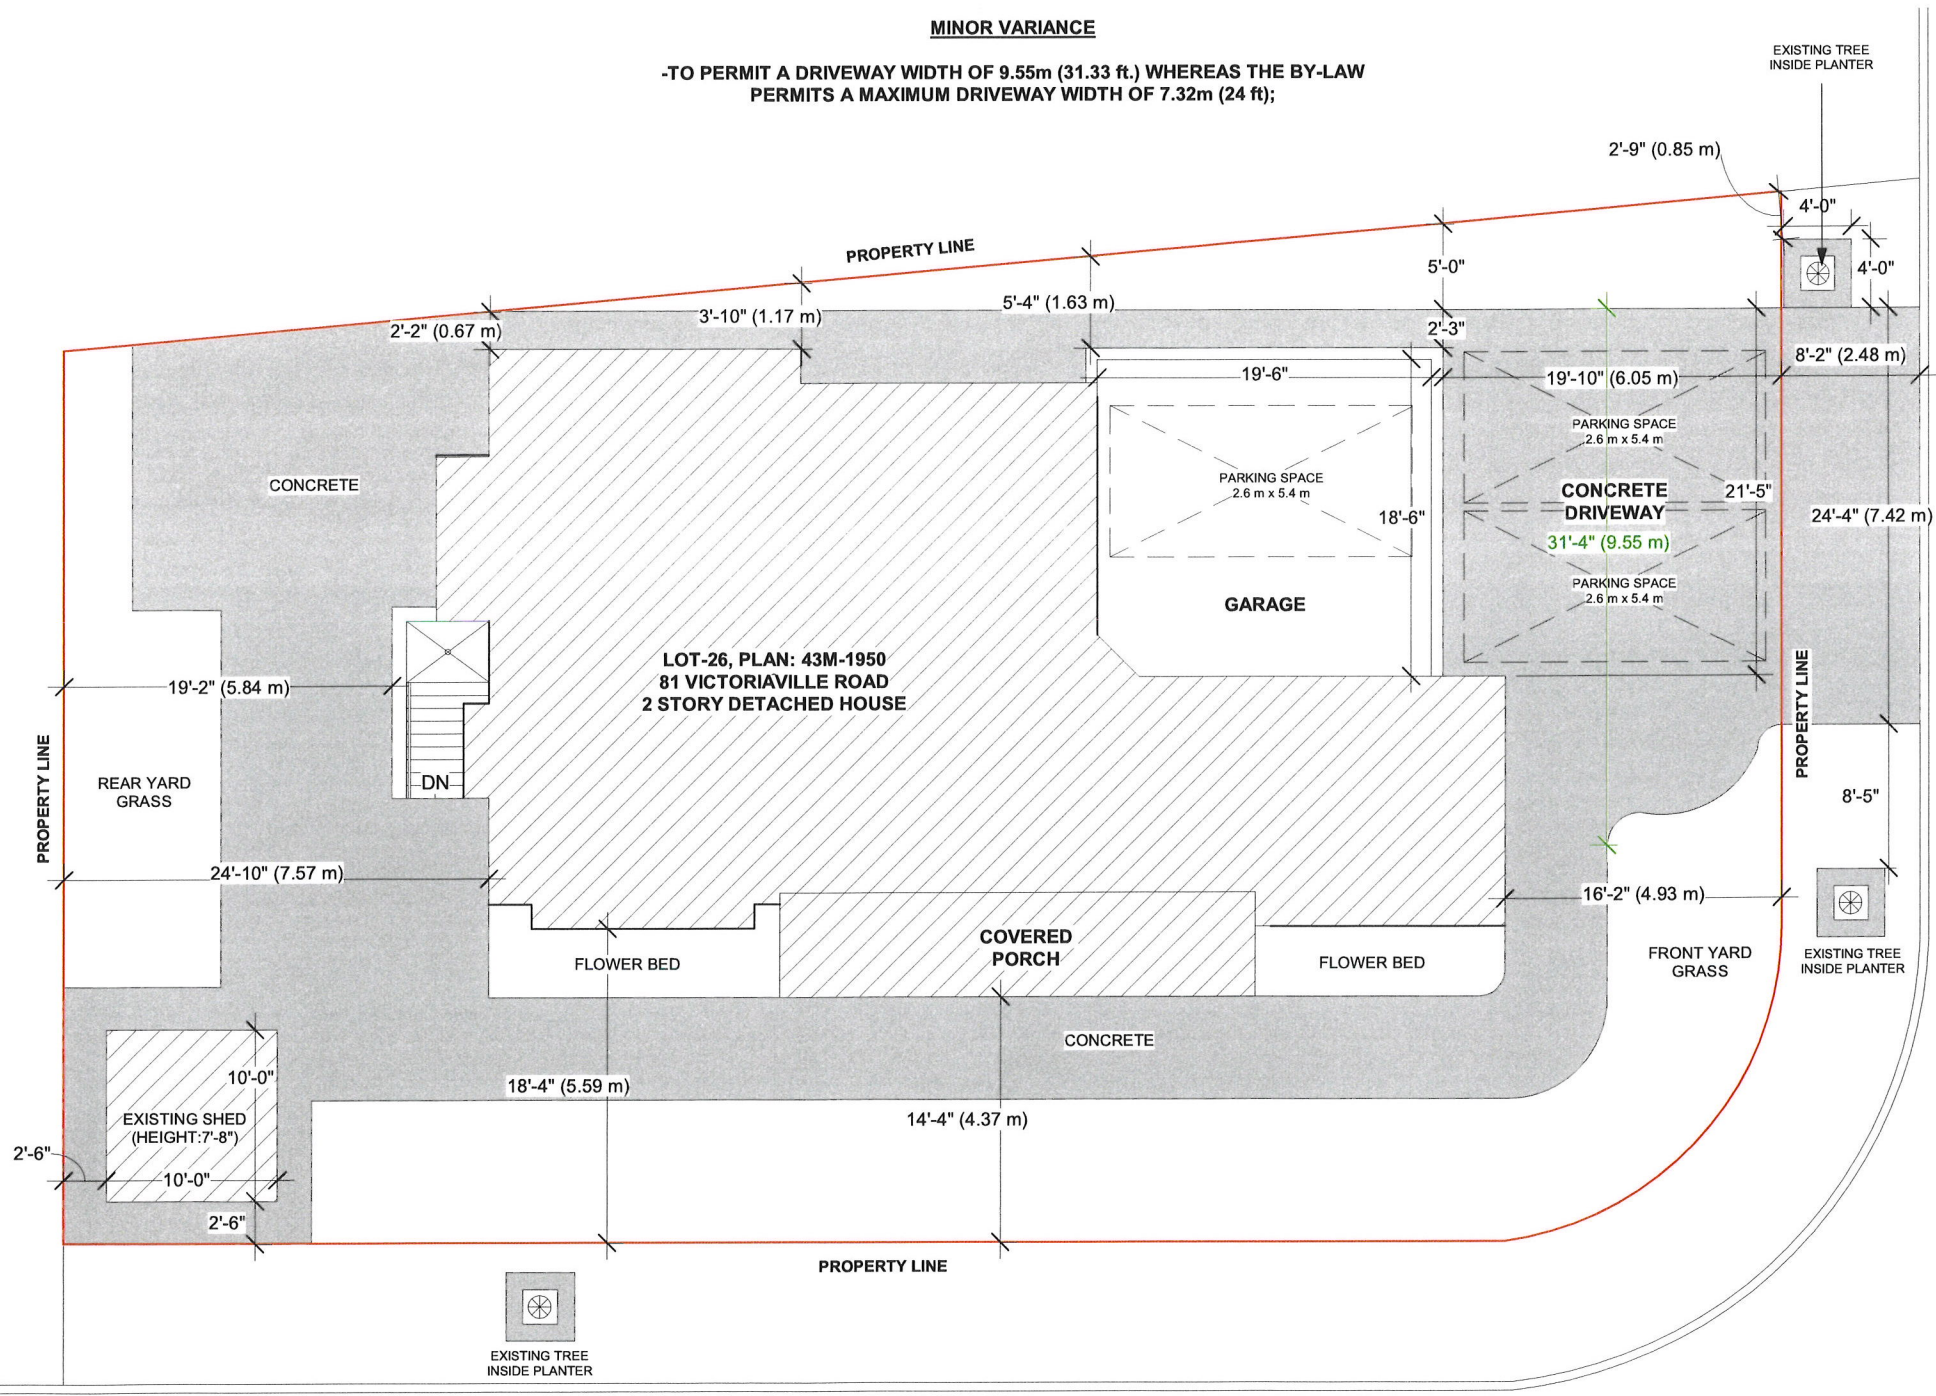 MINOR VARIANCE
-TO PERMIT A DRIVEWAY WIDTH OF 9.55m (31.33 ft.) WHEREAS THE BY-LAW
PERMITS A MAXIMUM DRIVEWAY WIDTH OF 7.32m (24 ft);
EXISTING TREE
INSIDE PLANTER
2'-9" (0.85 m)
4'-0"
PROPERTY LINE
5'-0"
4'-0"
5'-4" (1.63 m)
3'-10" (1.17 m)
2'-2" (0.67 m)
2'-3"
8'-2" (2.48 m)
19'-6"
19'-10" (6.05 m)
PARKING SPACE
2.6 m x 5.4 m
CONCRETE
PARKING SPACE
2.6 m x 5.4 m
CONCRETE
DRIVEWAY
21'-5"
18'-6"
24'-4" (7.42 m)
31'-4" (9.55 m)
PARKING SPACE
2.6 m x 5.4 m
GARAGE
LOT-26, PLAN: 43M-1950
81 VICTORIAVILLE ROAD
2 STORY DETACHED HOUSE
19'-2" (5.84 m)
PROPERTY LINE
PROPERTY LINE
DN
REAR YARD
GRASS
8'-5"
24'-10" (7.57 m)
16'-2" (4.93 m)
COVERED
PORCH
FLOWER BED
FLOWER BED
FRONT YARD
GRASS
EXISTING TREE
INSIDE PLANTER
CONCRETE
10'-0"
18'-4" (5.59 m)
14'-4" (4.37 m)
EXISTING SHED
(HEIGHT:7'-8")
2'-6"
10'-0"
2'-6"
PROPERTY LINE
EXISTING TREE
INSIDE PLANTER